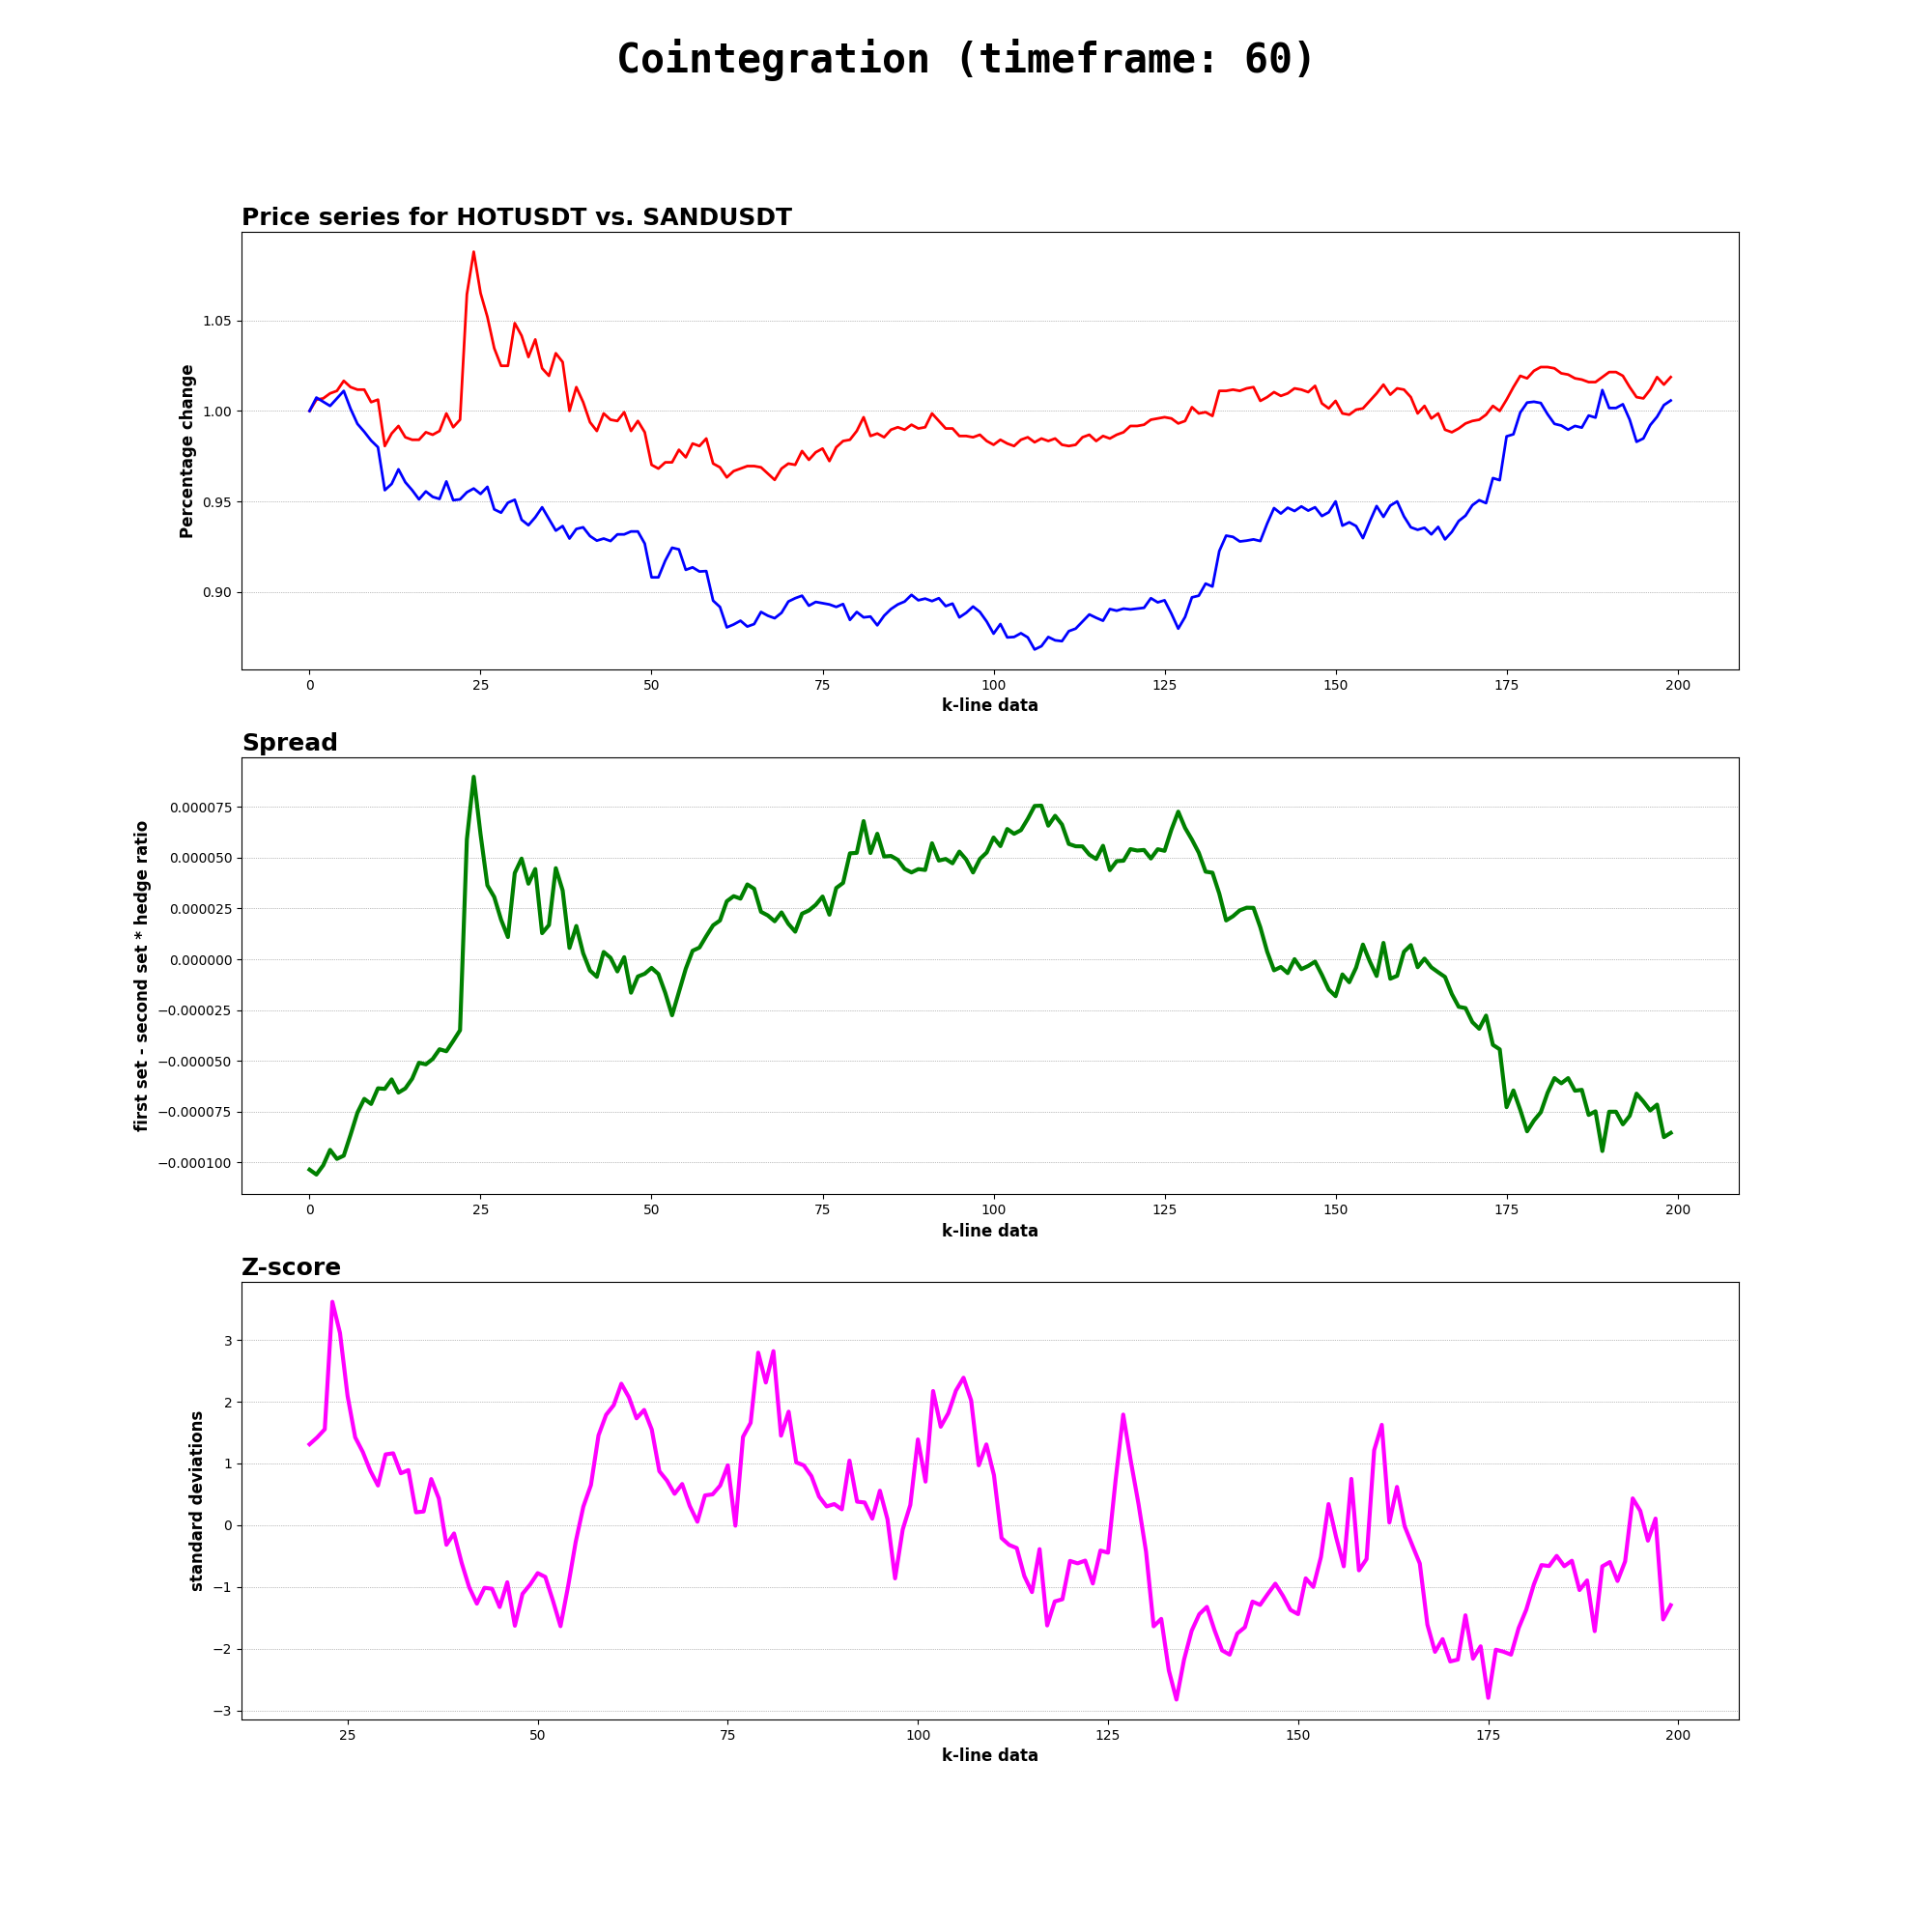 Cointegration (timeframe: 60)
Price series for HOTUSDT vs. SANDUSDT
Percentage change
1.05
1.00
0.95
0.90
0 25 50 75 100 125 150 175 200
k-line data
Spread
first set - second set * hedge ratio
0.000075
0.000050
0.000025
0.000000
−0.000025
−0.000050
−0.000075
−0.000100
0 25 50 75 100 125 150 175 200
k-line data
Z-score
standard deviations
3
2
1
0
−1
−2
−3
25 50 75 100 125 150 175 200
k-line data